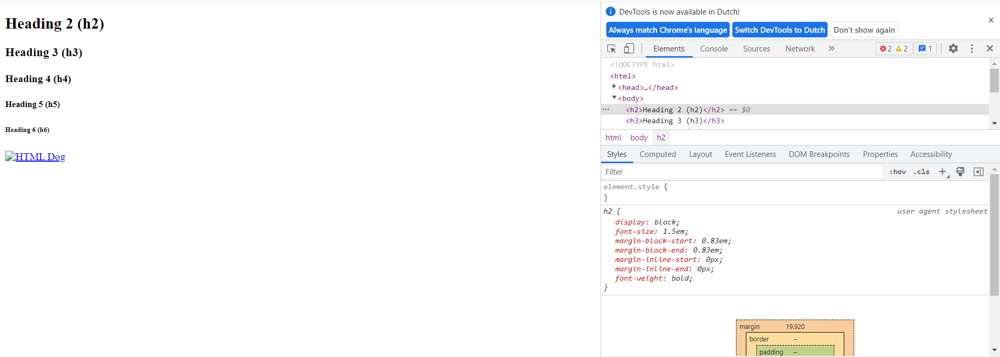 Heading 2 (h2)
Heading 3 (h3)
Heading 4 (h4)
Heading 5 (h5)
Heading 6 (h6)
HTML Dog
DevTools is now available in Dutch!
Always match Chrome's language Switch DevTools to Dutch Don't show again
Elements Console Sources Network 2 2 1
<!DOCTYPE html>
<html>
<head>…</head>
<body>
<h2>Heading 2 (h2)</h2> == $0
<h3>Heading 3 (h3)</h3>
html body h2
Styles Computed Layout Event Listeners DOM Breakpoints Properties Accessibility
Filter :hov .cls
element.style {
}
h2 { user agent stylesheet
display: block;
font-size: 1.5em;
margin-block-start: 0.83em;
margin-block-end: 0.83em;
margin-inline-start: 0px;
margin-inline-end: 0px;
font-weight: bold;
}
margin 19.920
border –
padding –